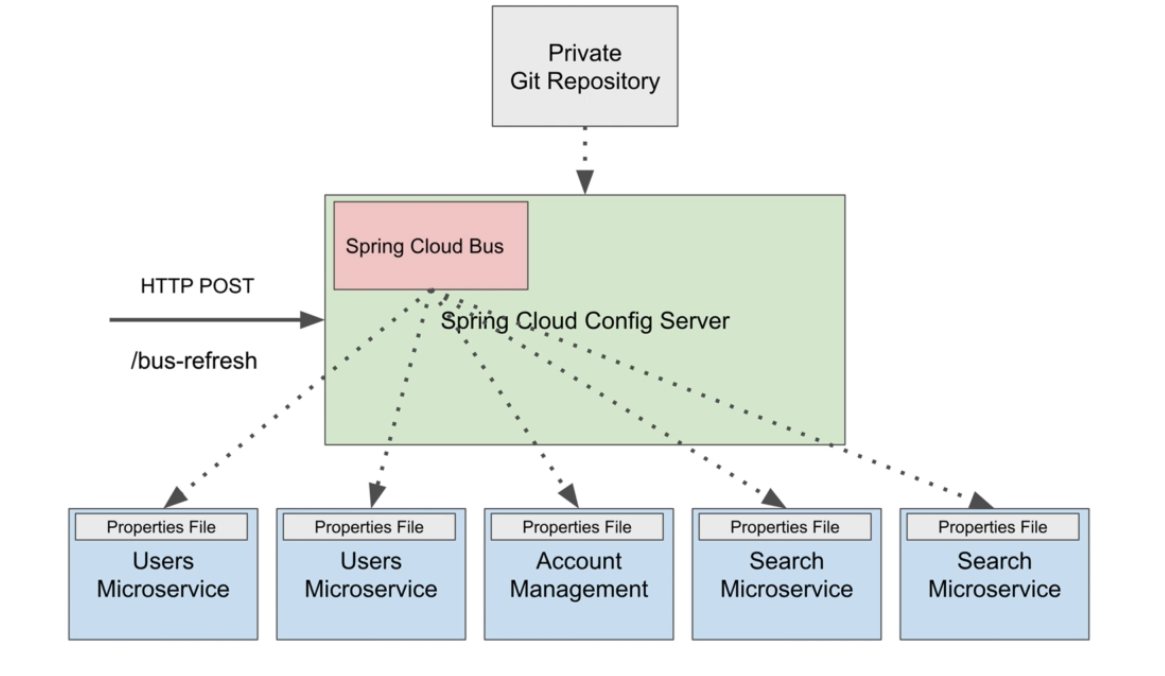 Private
Git Repository
Spring Cloud Bus
HTTP POST
Spring Cloud Config Server
/bus-refresh
Properties File
Users
Microservice
Properties File
Users
Microservice
Properties File
Account
Management
Properties File
Search
Microservice
Properties File
Search
Microservice